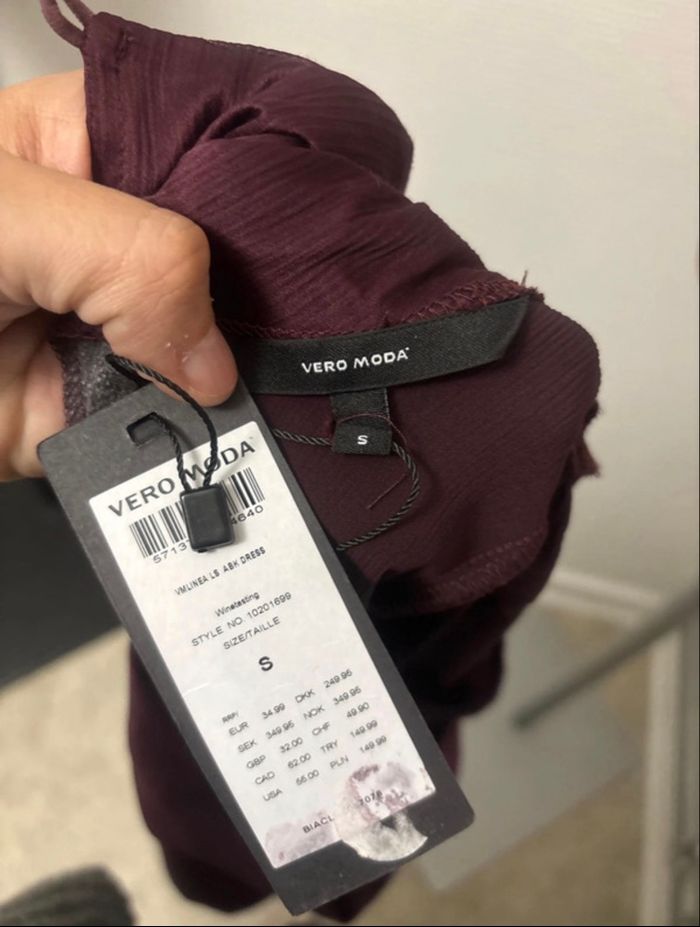 VERO MODA
S
VERO MODA
5713 4640
VMLINEA LS ABK DRESS
Winetasting
STYLE NO. 10201699
SIZE/TAILLE
S
RRP/
EUR 34.99 DKK 249.95
SEK 349.95 NOK 349.95
GBP 32.00 CHF 49.90
CAD 62.00 TRY 149.99
USA 55.00 PLN 149.99
BIACL